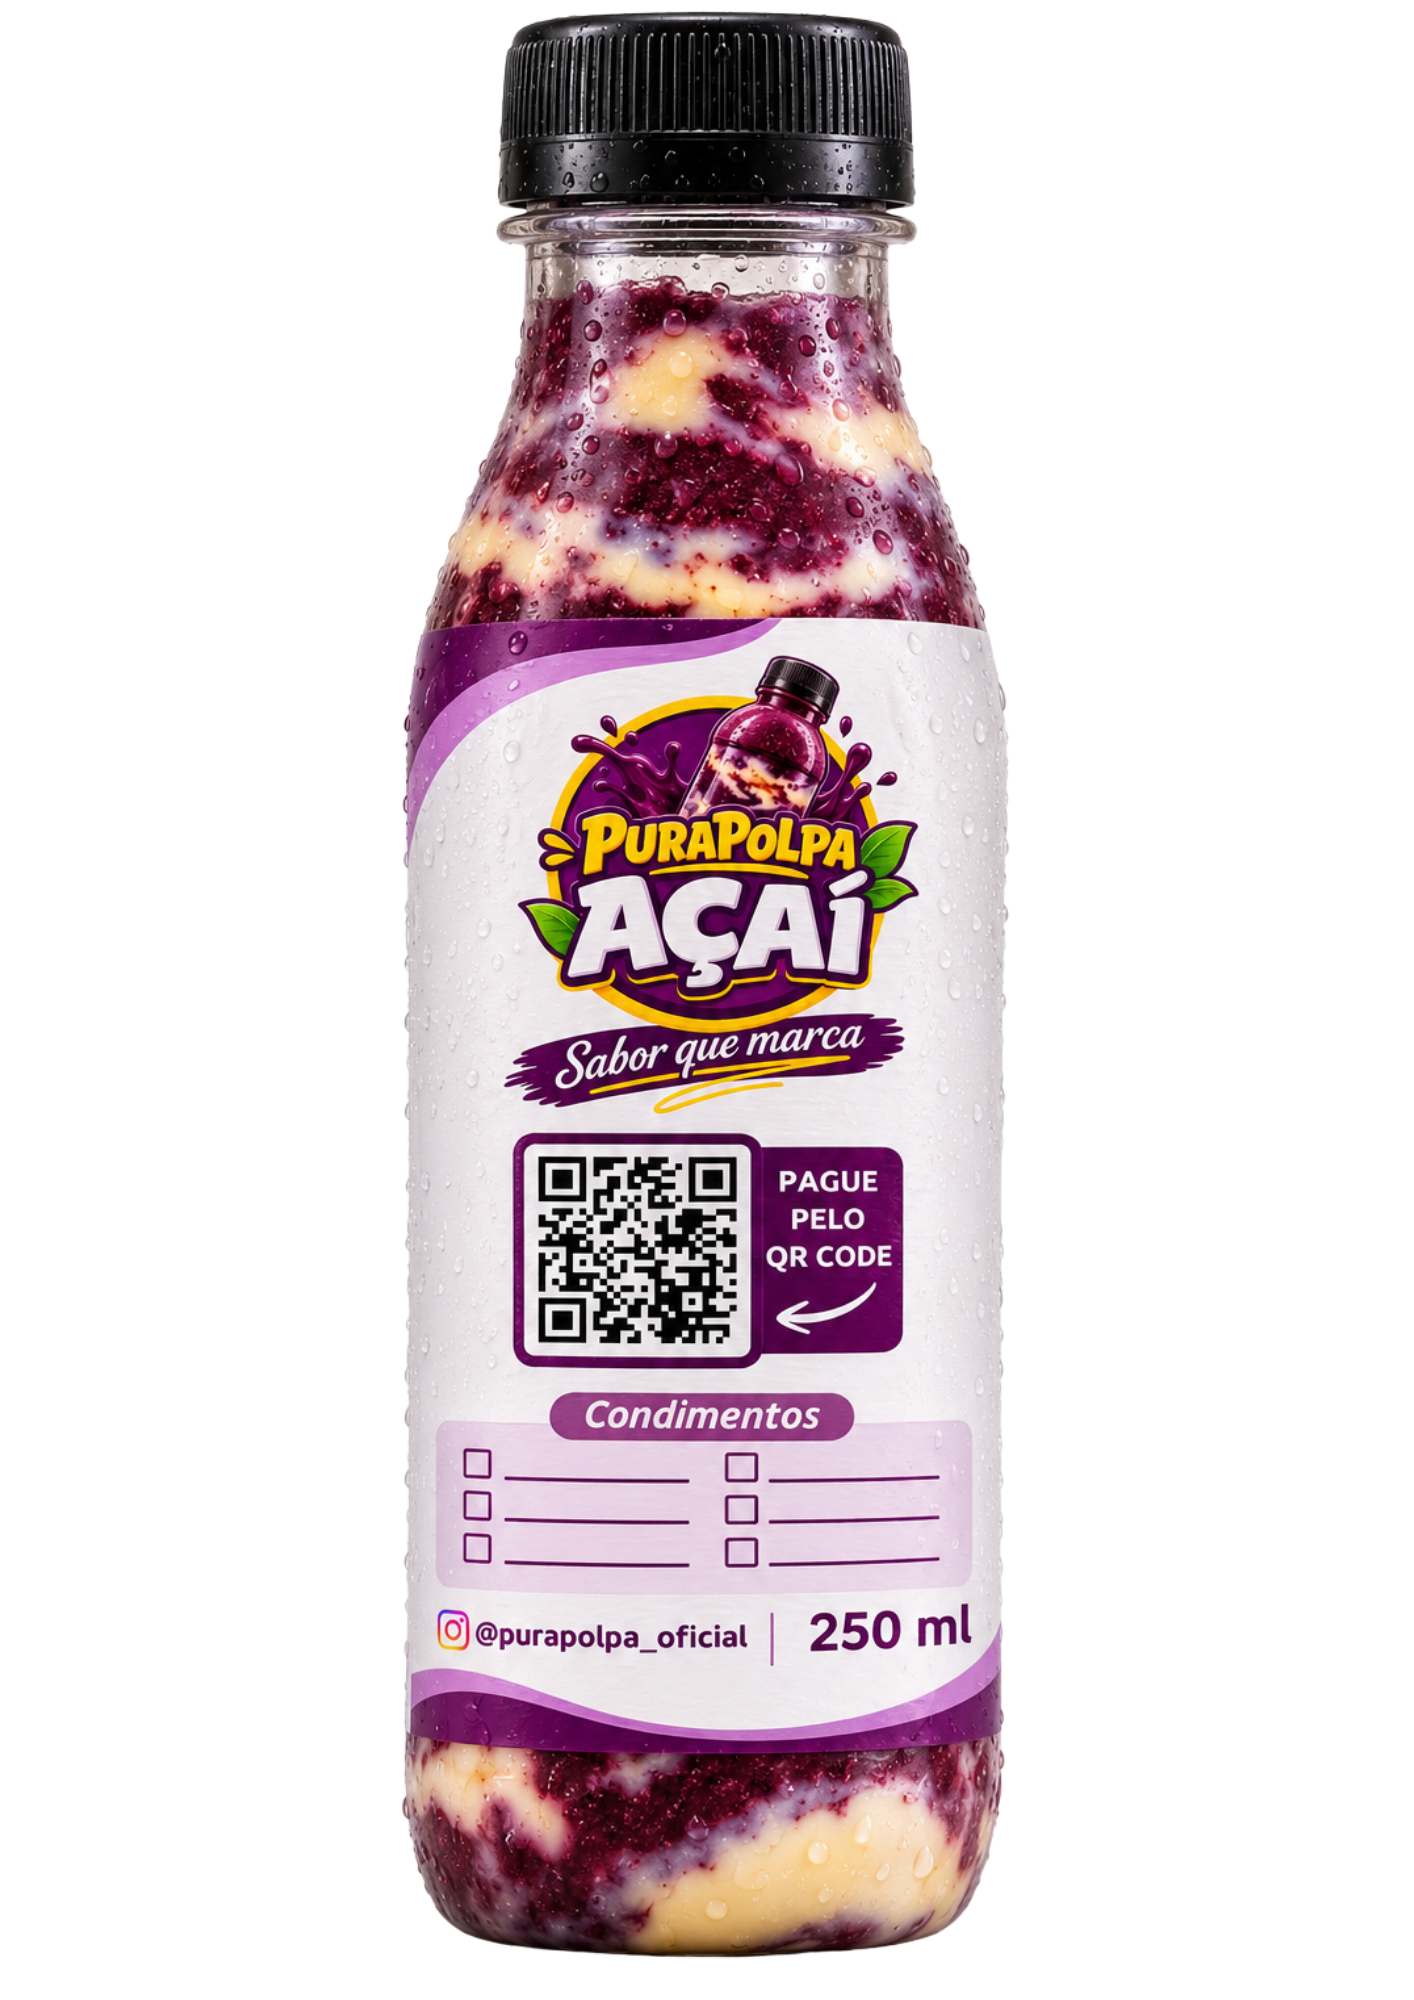 PURAPOLPA
AÇAÍ
Sabor que marca
PAGUE
PELO
QR CODE
Condimentos
@purapolpa_oficial
250 ml